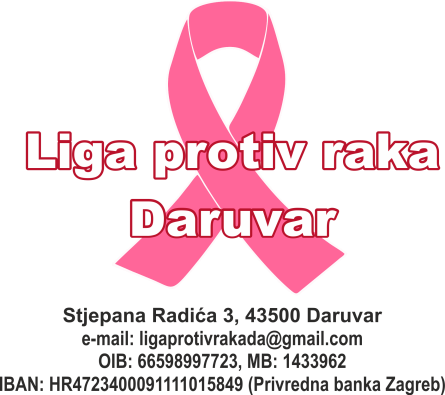 Liga protiv raka
Daruvar
Stjepana Radića 3, 43500 Daruvar
e-mail: ligaprotivrakada@gmail.com
OIB: 66598997723, MB: 1433962
IBAN: HR4723400091111015849 (Privredna banka Zagreb)